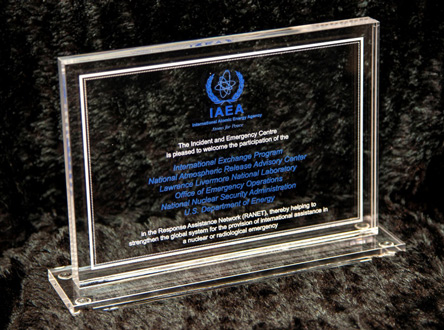 IAEA
International Atomic Energy Agency
Atoms for Peace
The Incident and Emergency Centre
is pleased to welcome the participation of the
International Exchange Program
National Atmospheric Release Advisory Center
Lawrence Livermore National Laboratory
Office of Emergency Operations
National Nuclear Security Administration
U.S. Department of Energy
in the Response Assistance Network (RANET), thereby helping to
strengthen the global system for the provision of international assistance in
a nuclear or radiological emergency